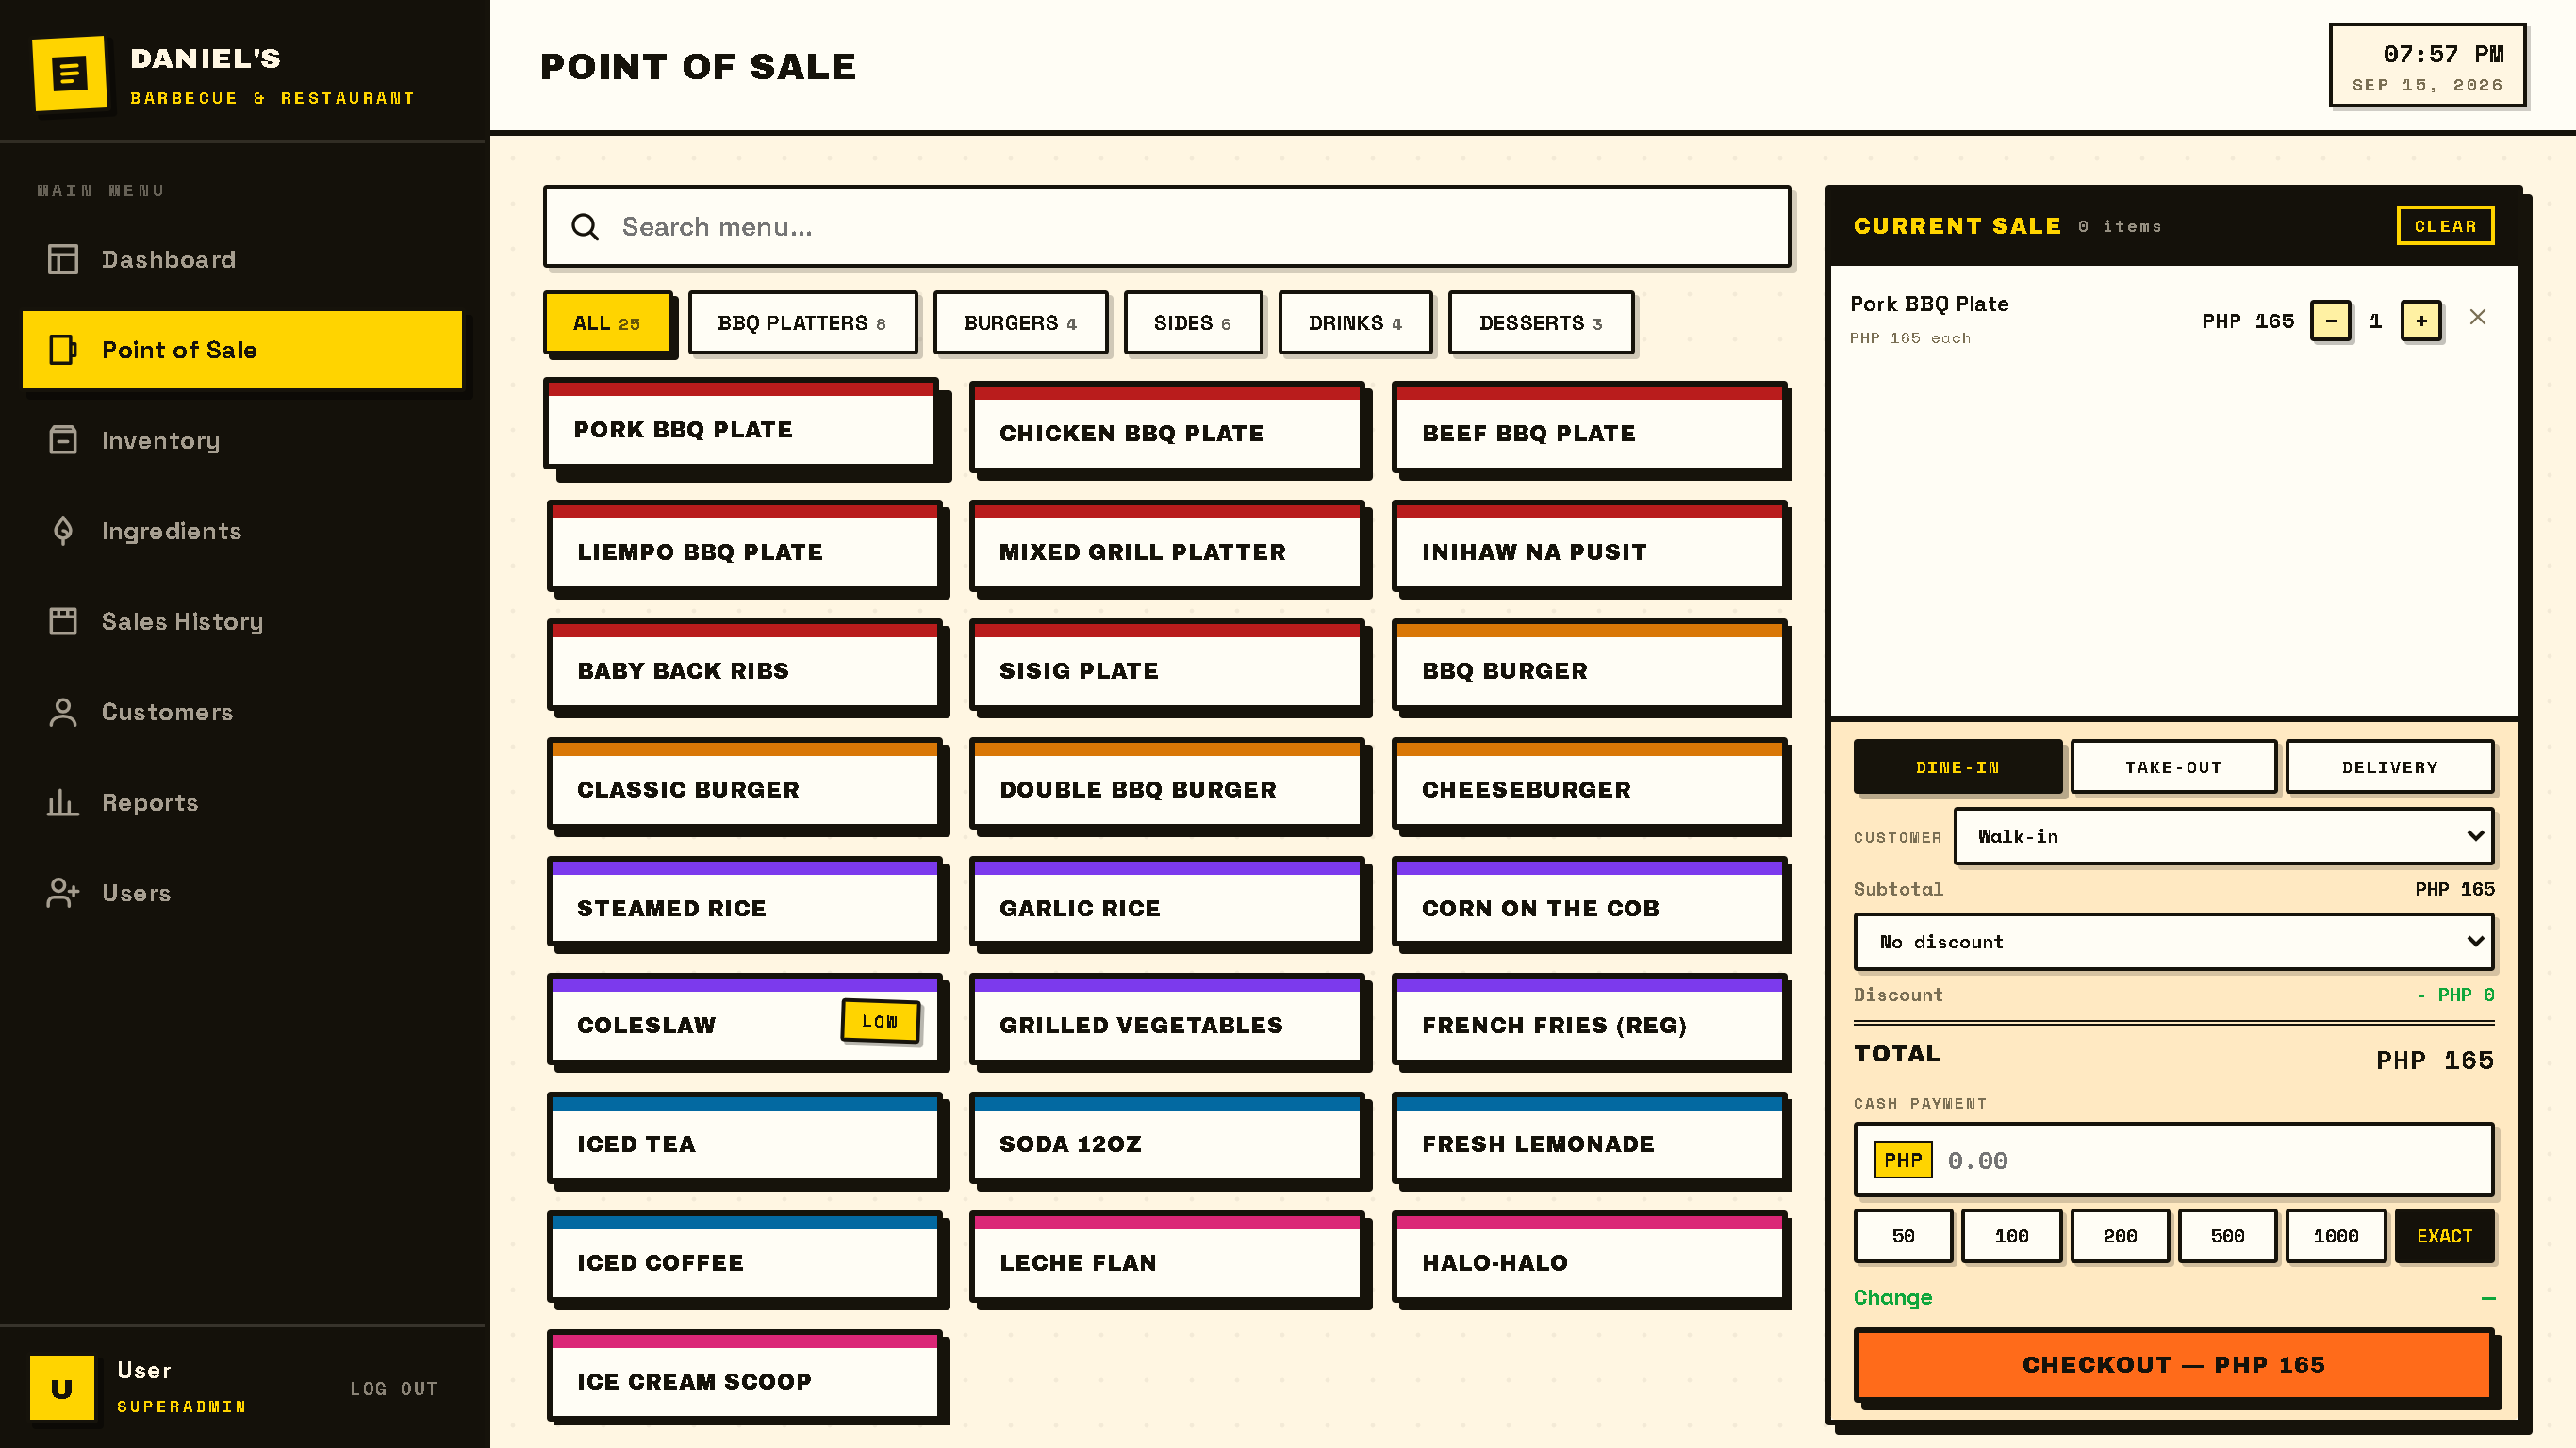 DANIEL'S
BARBECUE & RESTAURANT
MAIN MENU
Dashboard
Point of Sale
Inventory
Ingredients
Sales History
Customers
Reports
Users
U
User
SUPERADMIN
LOG OUT
POINT OF SALE
07:57 PM
SEP 15, 2026
Search menu...
ALL 25
BBQ PLATTERS 8
BURGERS 4
SIDES 6
DRINKS 4
DESSERTS 3
PORK BBQ PLATE
CHICKEN BBQ PLATE
BEEF BBQ PLATE
LIEMPO BBQ PLATE
MIXED GRILL PLATTER
INIHAW NA PUSIT
BABY BACK RIBS
SISIG PLATE
BBQ BURGER
CLASSIC BURGER
DOUBLE BBQ BURGER
CHEESEBURGER
STEAMED RICE
GARLIC RICE
CORN ON THE COB
COLESLAW
LOW
GRILLED VEGETABLES
FRENCH FRIES (REG)
ICED TEA
SODA 12OZ
FRESH LEMONADE
ICED COFFEE
LECHE FLAN
HALO-HALO
ICE CREAM SCOOP
CURRENT SALE 0 items
CLEAR
Pork BBQ Plate
PHP 165 each
PHP 165 − 1 + ×
DINE-IN
TAKE-OUT
DELIVERY
CUSTOMER Walk-in
Subtotal PHP 165
No discount
Discount - PHP 0
TOTAL PHP 165
CASH PAYMENT
PHP 0.00
50
100
200
500
1000
EXACT
Change —
CHECKOUT — PHP 165